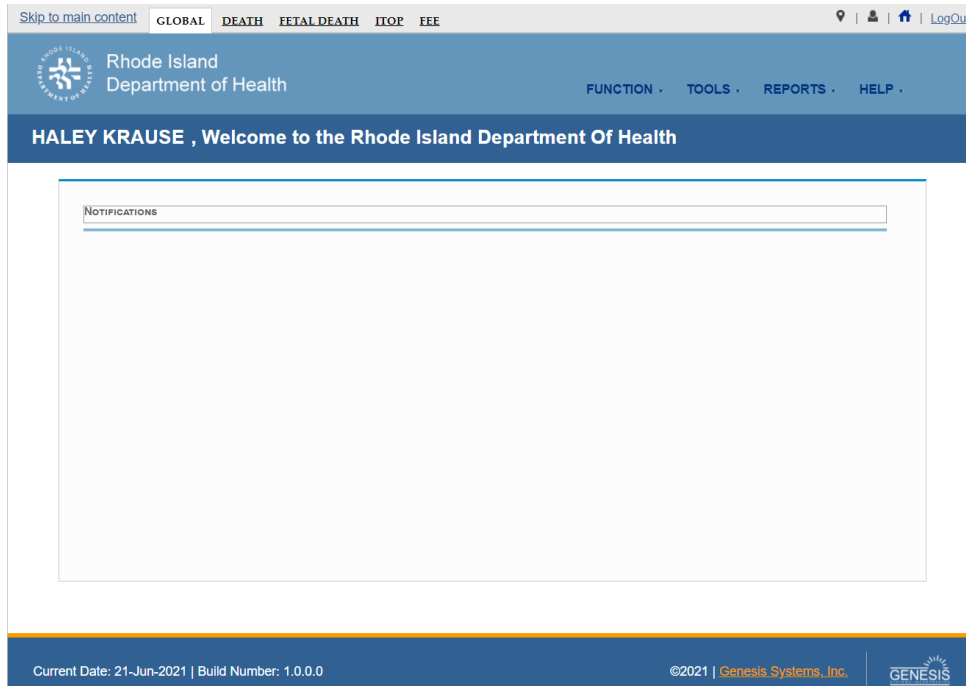 Skip to main content GLOBAL DEATH FETAL DEATH ITOP FEE | | | LogOu
Rhode Island
Department of Health
FUNCTION TOOLS REPORTS HELP
HALEY KRAUSE , Welcome to the Rhode Island Department Of Health
NOTIFICATIONS
Current Date: 21-Jun-2021 | Build Number: 1.0.0.0 ©2021 | Genesis Systems, Inc. GENESIS